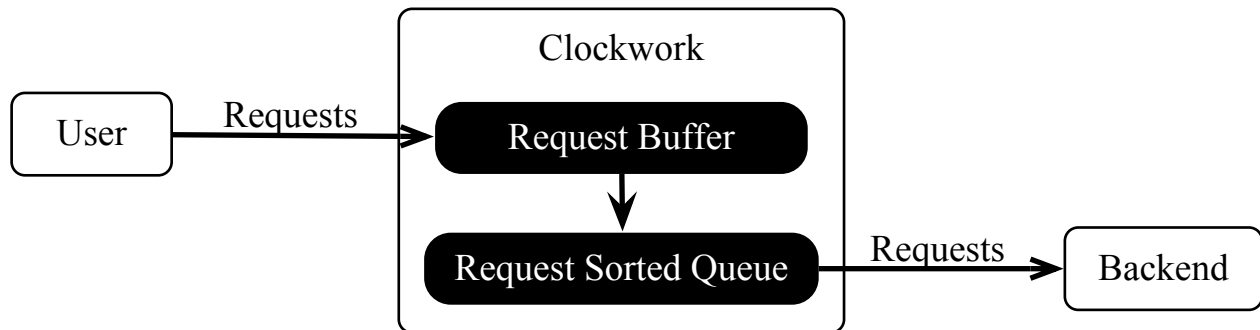 Clockwork
User
Requests
Request Buffer
Request Sorted Queue
Requests
Backend